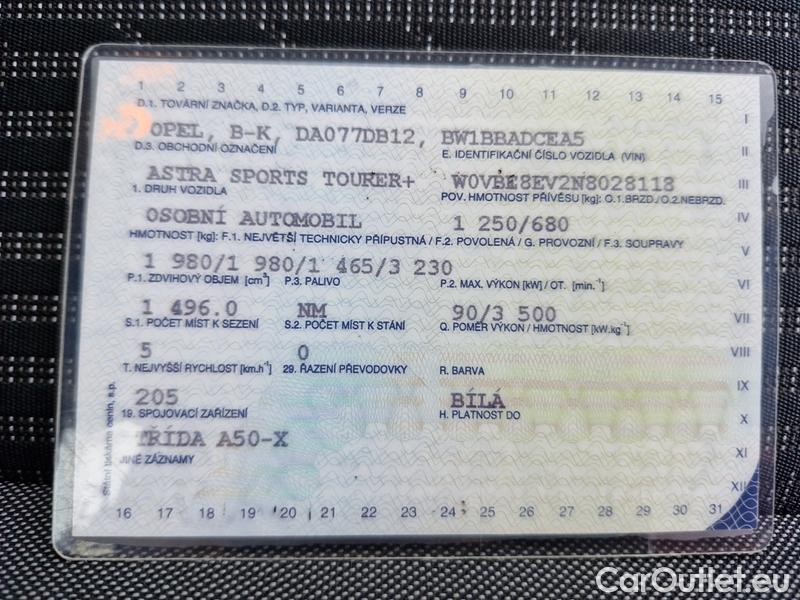 1 2 3 4 5 6 7 8 9 10 11 12 13 14 15
D.1. TOVÁRNÍ ZNAČKA, D.2. TYP, VARIANTA, VERZE I
OPEL, B-K, DA077DB12, BW1BBADCEA5
D.3. OBCHODNÍ OZNAČENÍ E. IDENTIFIKAČNÍ ČÍSLO VOZIDLA (VIN) II
ASTRA SPORTS TOURER+ W0VBE8EV2N8028118 III
1. DRUH VOZIDLA POV. HMOTNOST PŘÍVĚSU [kg]: O.1.BRZD./O.2.NEBRZD.
OSOBNÍ AUTOMOBIL 1 250/680 IV
HMOTNOST [kg]: F.1. NEJVĚTŠÍ TECHNICKY PŘÍPUSTNÁ / F.2. POVOLENÁ / G. PROVOZNÍ / F.3. SOUPRAVY
V
1 980/1 980/1 465/3 230
P.1. ZDVIHOVÝ OBJEM [cm³] P.3. PALIVO P.2. MAX. VÝKON [kW] / OT. [min.⁻¹] VI
1 496.0 NM 90/3 500 VII
S.1. POČET MÍST K SEZENÍ S.2. POČET MÍST K STÁNÍ Q. POMĚR VÝKON / HMOTNOST [kW.kg⁻¹]
5 0 VIII
T. NEJVYŠŠÍ RYCHLOST [km.h⁻¹] 29. ŘAZENÍ PŘEVODOVKY R. BARVA
205 BÍLÁ IX
19. SPOJOVACÍ ZAŘÍZENÍ H. PLATNOST DO X
TŘÍDA A50-X
JINÉ ZÁZNAMY XI
XII
16 17 18 19 20 21 22 23 24 25 26 27 28 29 30 31
Státní tiskárna cenin, s.p.
CarOutlet.eu